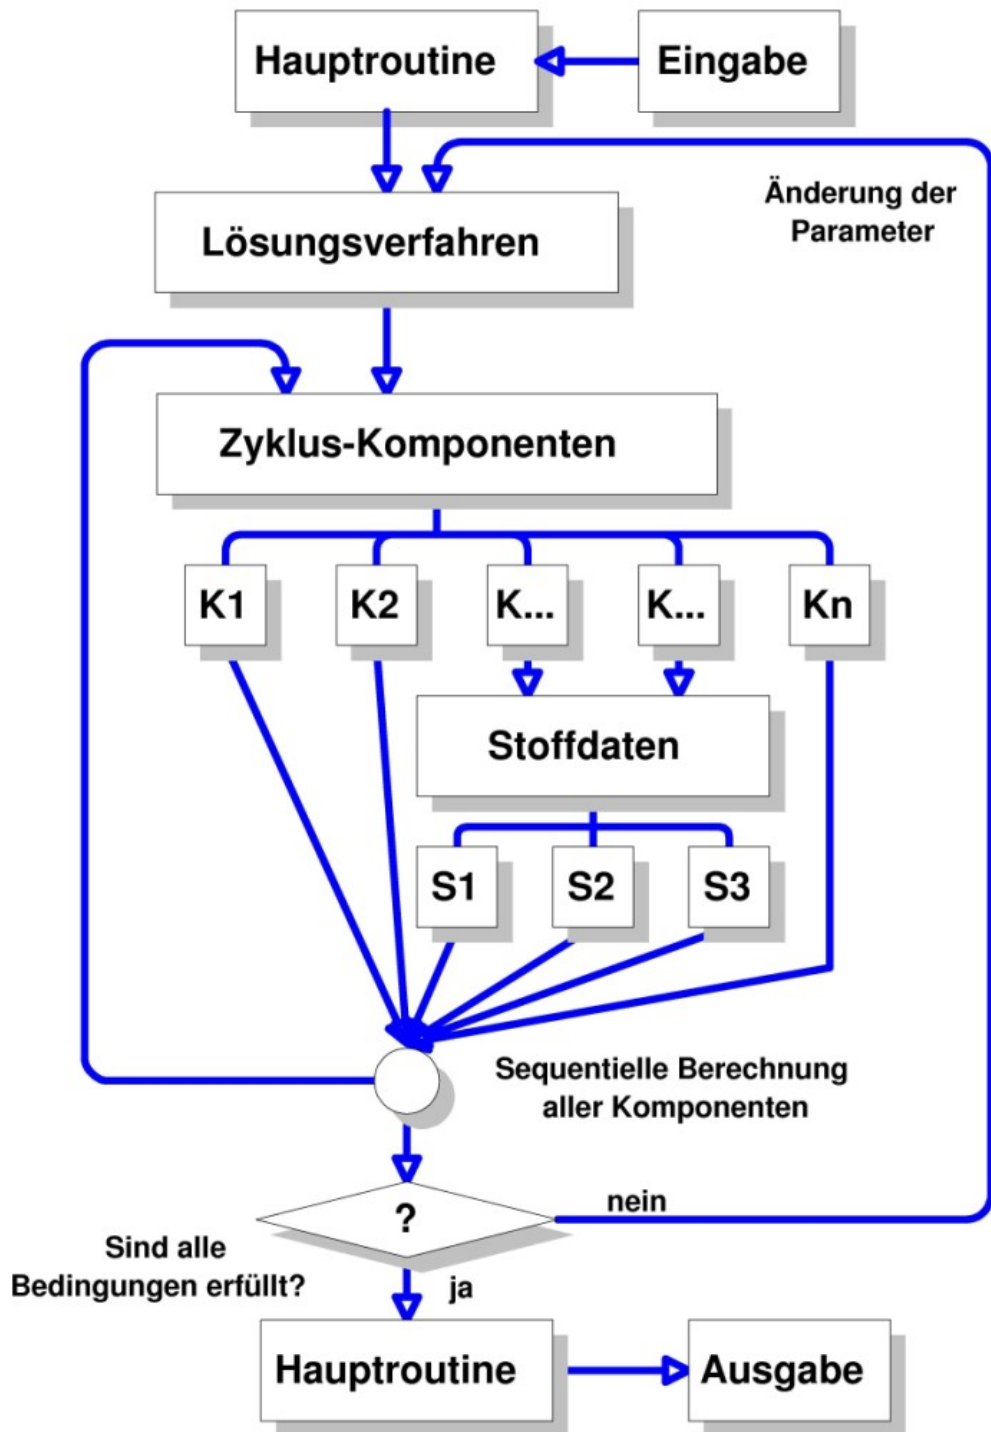 Hauptroutine
Eingabe
Änderung der
Parameter
Lösungsverfahren
Zyklus-Komponenten
K1
K2
K...
K...
Kn
Stoffdaten
S1
S2
S3
Sequentielle Berechnung
aller Komponenten
?
nein
Sind alle
Bedingungen erfüllt?
ja
Hauptroutine
Ausgabe